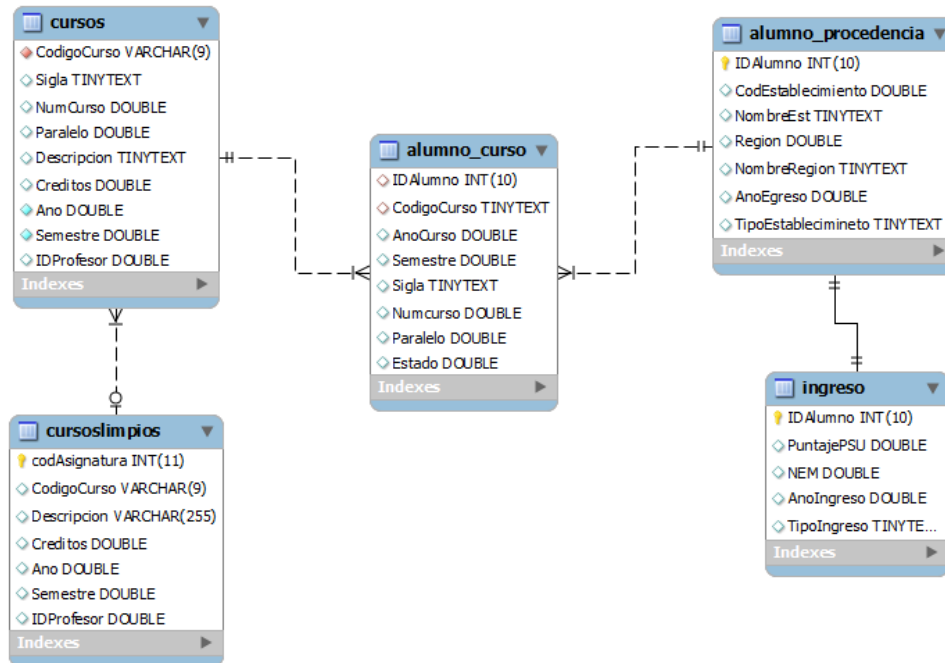 cursos
CodigoCurso VARCHAR(9)
Sigla TINYTEXT
NumCurso DOUBLE
Paralelo DOUBLE
Descripcion TINYTEXT
Creditos DOUBLE
Ano DOUBLE
Semestre DOUBLE
IDProfesor DOUBLE
Indexes
alumno_curso
IDAlumno INT(10)
CodigoCurso TINYTEXT
AnoCurso DOUBLE
Semestre DOUBLE
Sigla TINYTEXT
Numcurso DOUBLE
Paralelo DOUBLE
Estado DOUBLE
Indexes
alumno_procedencia
IDAlumno INT(10)
CodEstablecimiento DOUBLE
NombreEst TINYTEXT
Region DOUBLE
NombreRegion TINYTEXT
AnoEgreso DOUBLE
TipoEstablecimineto TINYTEXT
Indexes
cursoslimpios
codAsignatura INT(11)
CodigoCurso VARCHAR(9)
Descripcion VARCHAR(255)
Creditos DOUBLE
Ano DOUBLE
Semestre DOUBLE
IDProfesor DOUBLE
Indexes
ingreso
IDAlumno INT(10)
PuntajePSU DOUBLE
NEM DOUBLE
AnoIngreso DOUBLE
TipoIngreso TINYTE...
Indexes